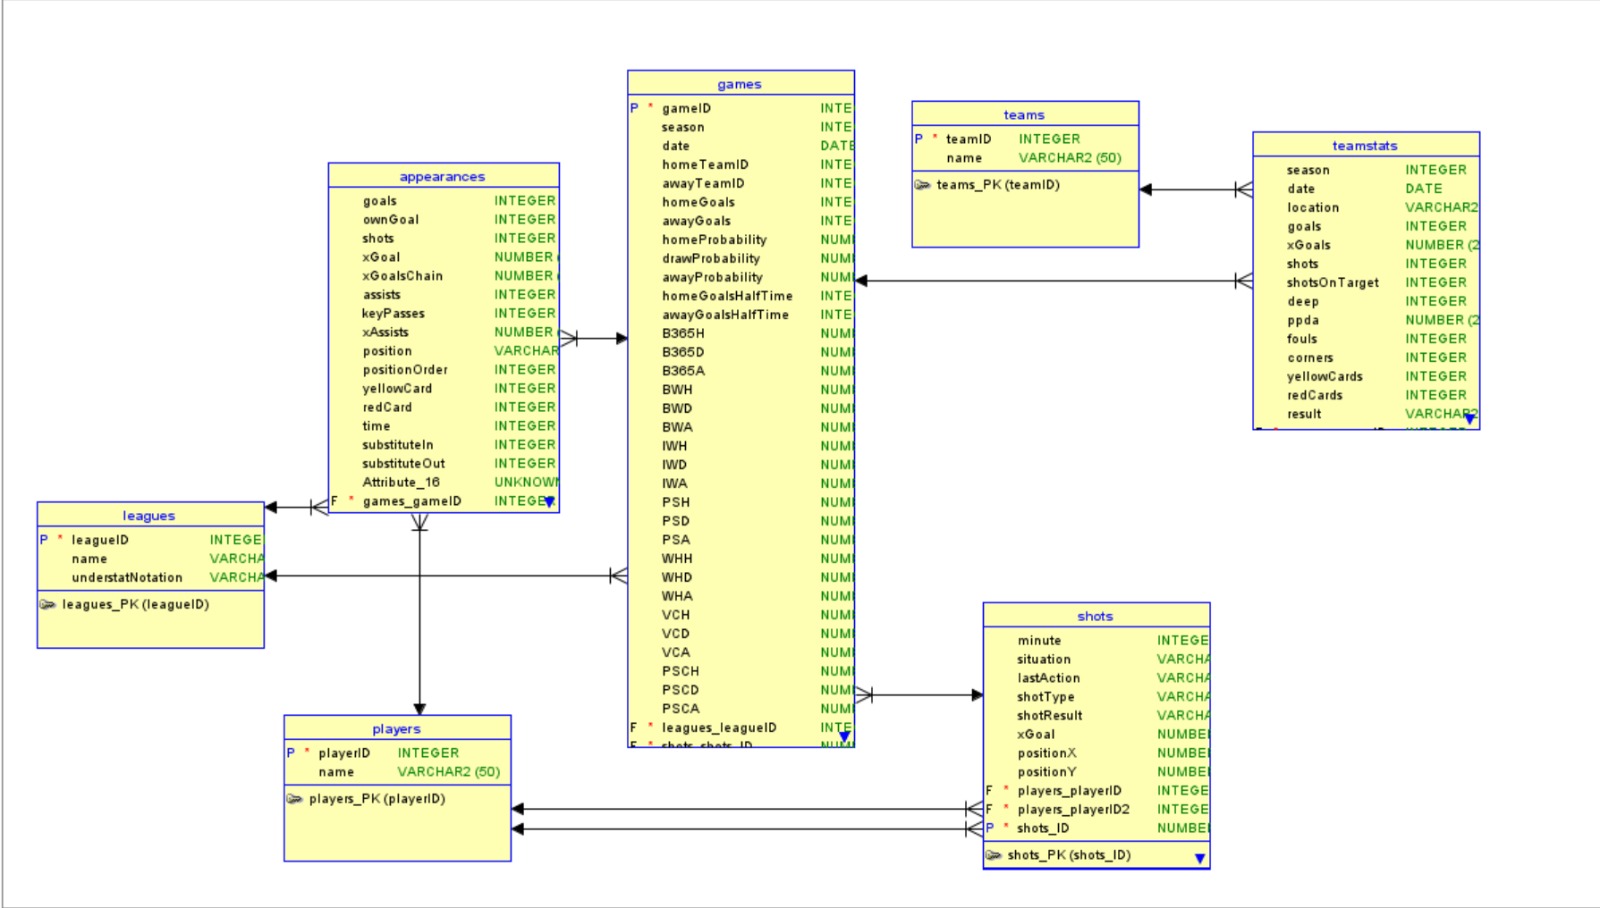 games
P * gameID INTE
season INTE
date DATE
homeTeamID INTE
awayTeamID INTE
homeGoals INTE
awayGoals INTE
homeProbability NUM
drawProbability NUM
awayProbability NUM
homeGoalsHalfTime INTE
awayGoalsHalfTime INTE
B365H NUM
B365D NUM
B365A NUM
BWH NUM
BWD NUM
BWA NUM
IWH NUM
IWD NUM
IWA NUM
PSH NUM
PSD NUM
PSA NUM
WHH NUM
WHD NUM
WHA NUM
VCH NUM
VCD NUM
VCA NUM
PSCH NUM
PSCD NUM
PSCA NUM
F * leagues_leagueID INTE
F * shots_shots_ID NUM
teams
P * teamID INTEGER
name VARCHAR2 (50)
teams_PK (teamID)
teamstats
season INTEGER
date DATE
location VARCHAR2
goals INTEGER
xGoals NUMBER (2
shots INTEGER
shotsOnTarget INTEGER
deep INTEGER
ppda NUMBER (2
fouls INTEGER
corners INTEGER
yellowCards INTEGER
redCards INTEGER
result VARCHAR2
appearances
goals INTEGER
ownGoal INTEGER
shots INTEGER
xGoal NUMBER (
xGoalsChain NUMBER (
assists INTEGER
keyPasses INTEGER
xAssists NUMBER (
position VARCHAR
positionOrder INTEGER
yellowCard INTEGER
redCard INTEGER
time INTEGER
substituteIn INTEGER
substituteOut INTEGER
Attribute_16 UNKNOWN
F * games_gameID INTEGER
leagues
P * leagueID INTEGE
name VARCHA
understatNotation VARCHA
leagues_PK (leagueID)
players
P * playerID INTEGER
name VARCHAR2 (50)
players_PK (playerID)
shots
minute INTEGE
situation VARCHA
lastAction VARCHA
shotType VARCHA
shotResult VARCHA
xGoal NUMBE
positionX NUMBE
positionY NUMBE
F * players_playerID INTEGE
F * players_playerID2 INTEGE
P * shots_ID NUMBE
shots_PK (shots_ID)